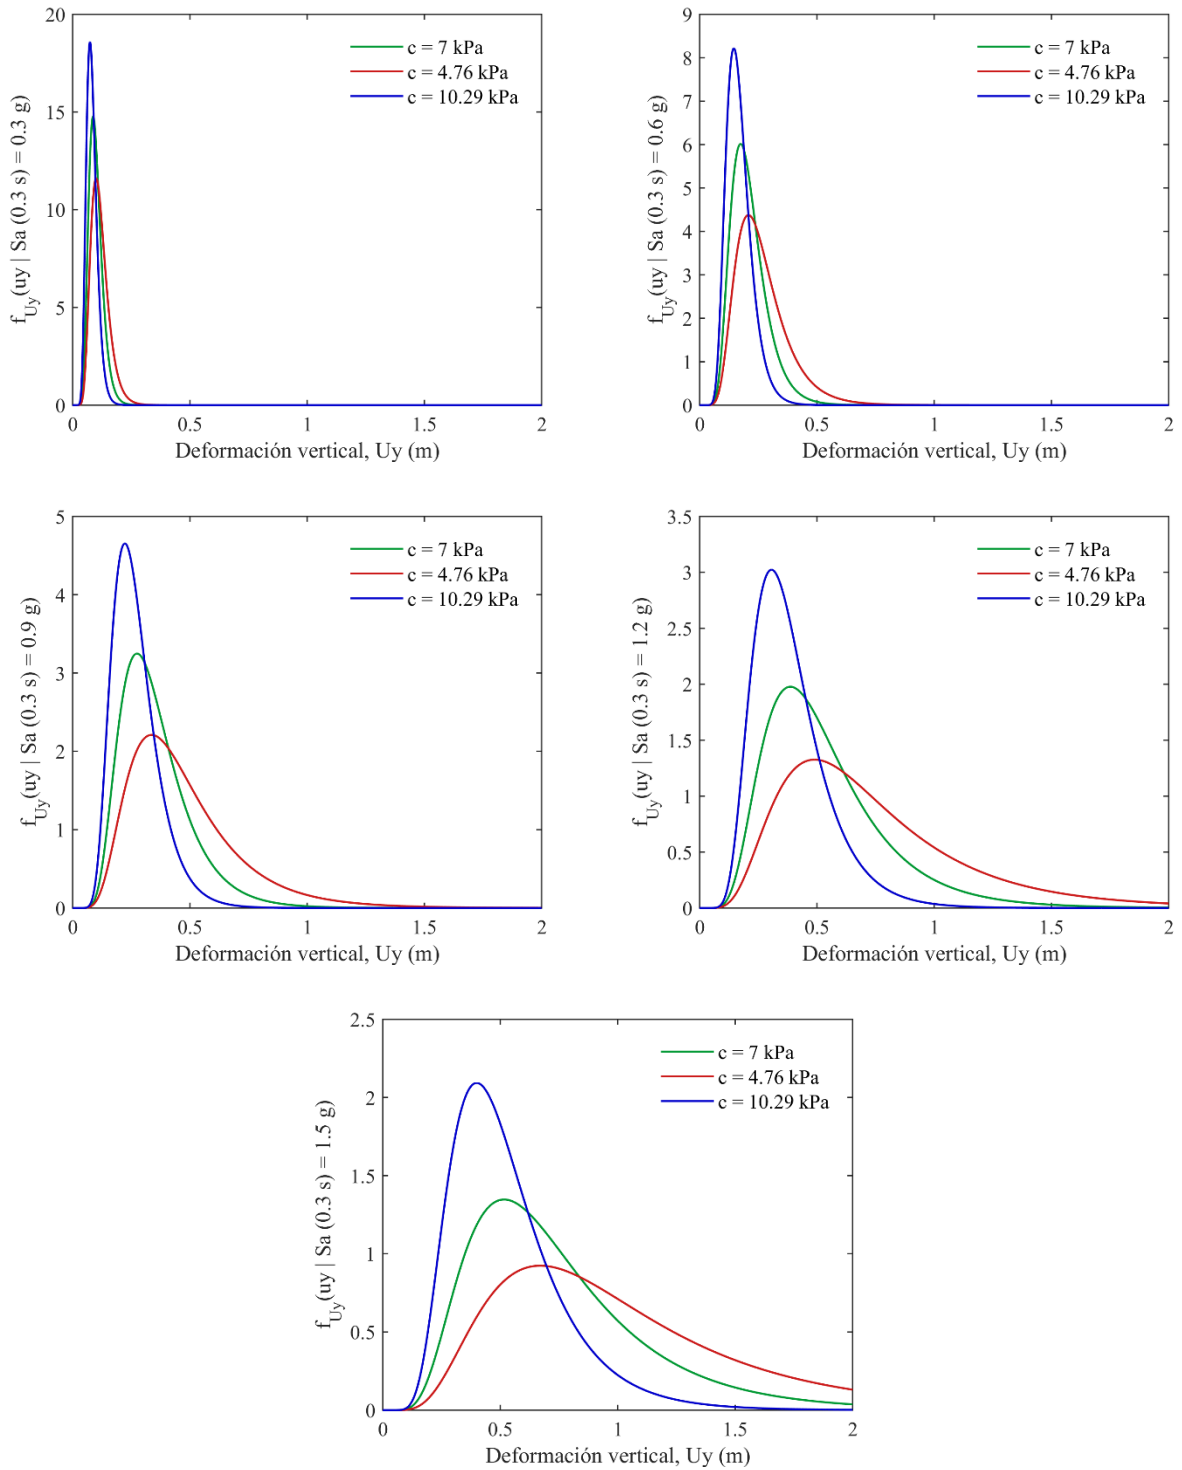 20
15
10
5
0
0 0.5 1 1.5 2
f_Uy(uy | Sa (0.3 s) = 0.3 g)
Deformación vertical, Uy (m)
c = 7 kPa
c = 4.76 kPa
c = 10.29 kPa
9
8
7
6
5
4
3
2
1
0
0 0.5 1 1.5 2
f_Uy(uy | Sa (0.3 s) = 0.6 g)
Deformación vertical, Uy (m)
c = 7 kPa
c = 4.76 kPa
c = 10.29 kPa
5
4
3
2
1
0
0 0.5 1 1.5 2
f_Uy(uy | Sa (0.3 s) = 0.9 g)
Deformación vertical, Uy (m)
c = 7 kPa
c = 4.76 kPa
c = 10.29 kPa
3.5
3
2.5
2
1.5
1
0.5
0
0 0.5 1 1.5 2
f_Uy(uy | Sa (0.3 s) = 1.2 g)
Deformación vertical, Uy (m)
c = 7 kPa
c = 4.76 kPa
c = 10.29 kPa
2.5
2
1.5
1
0.5
0
0 0.5 1 1.5 2
f_Uy(uy | Sa (0.3 s) = 1.5 g)
Deformación vertical, Uy (m)
c = 7 kPa
c = 4.76 kPa
c = 10.29 kPa